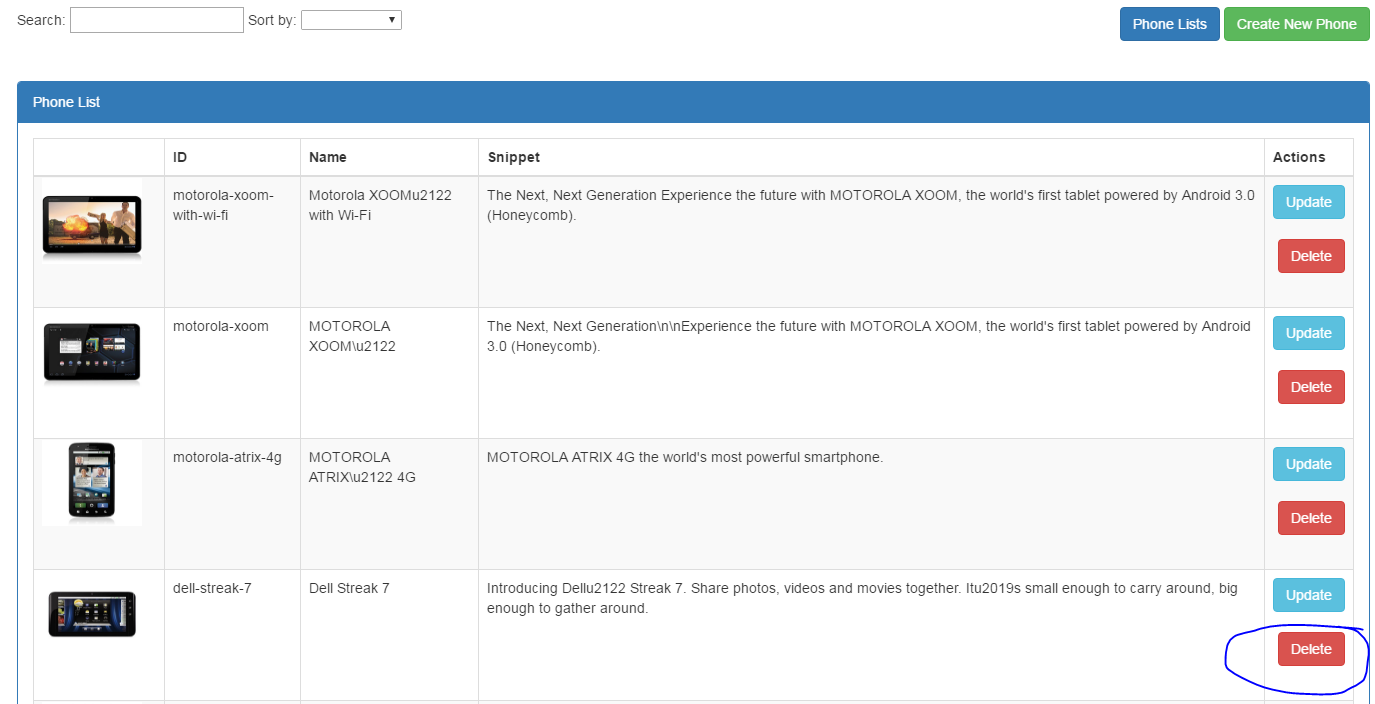 Search: Sort by: Phone Lists Create New Phone
Phone List
ID Name Snippet Actions
motorola-xoom-
with-wi-fi
Motorola XOOMu2122
with Wi-Fi
The Next, Next Generation Experience the future with MOTOROLA XOOM, the world's first tablet powered by Android 3.0
(Honeycomb).
Update
Delete
motorola-xoom
MOTOROLA
XOOM\u2122
The Next, Next Generation\n\nExperience the future with MOTOROLA XOOM, the world's first tablet powered by Android
3.0 (Honeycomb).
Update
Delete
motorola-atrix-4g
MOTOROLA
ATRIX\u2122 4G
MOTOROLA ATRIX 4G the world's most powerful smartphone.
Update
Delete
dell-streak-7
Dell Streak 7
Introducing Dellu2122 Streak 7. Share photos, videos and movies together. Itu2019s small enough to carry around, big
enough to gather around.
Update
Delete